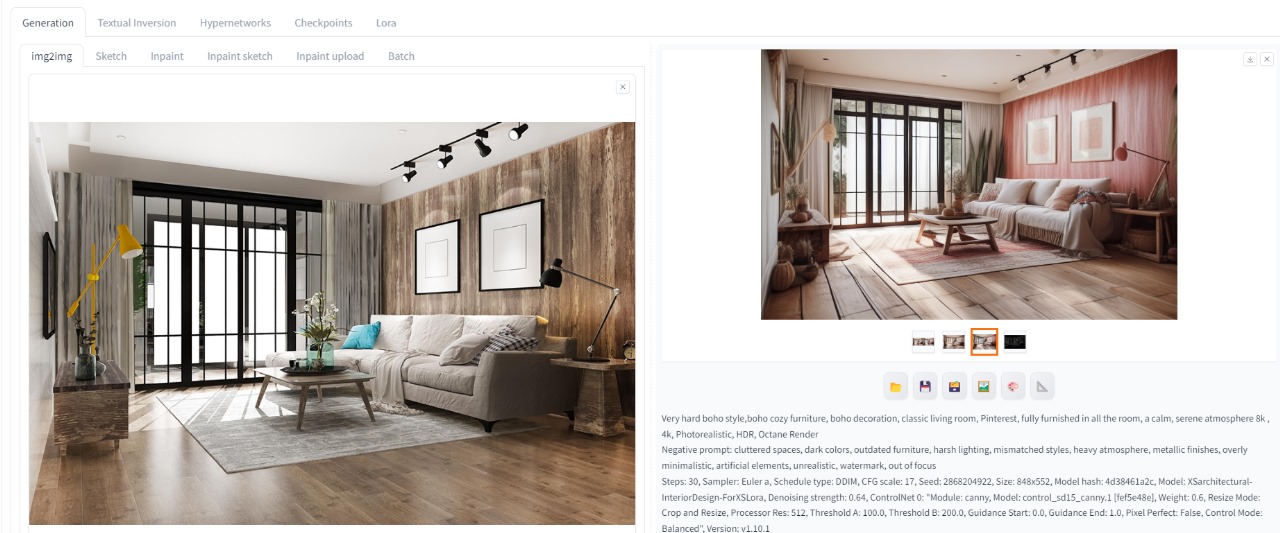 Generation Textual Inversion Hypernetworks Checkpoints Lora
img2img Sketch Inpaint Inpaint sketch Inpaint upload Batch
Very hard boho style,boho cozy furniture, boho decoration, classic living room, Pinterest, fully furnished in all the room, a calm, serene atmosphere 8k ,
4k, Photorealistic, HDR, Octane Render
Negative prompt: cluttered spaces, dark colors, outdated furniture, harsh lighting, mismatched styles, heavy atmosphere, metallic finishes, overly
minimalistic, artificial elements, unrealistic, watermark, out of focus
Steps: 30, Sampler: Euler a, Schedule type: DDIM, CFG scale: 17, Seed: 2868204922, Size: 848x552, Model hash: 4d38461a2c, Model: XSarchitectural-
InteriorDesign-ForXSLora, Denoising strength: 0.64, ControlNet 0: "Module: canny, Model: control_sd15_canny.1 [fef5e48e], Weight: 0.6, Resize Mode:
Crop and Resize, Processor Res: 512, Threshold A: 100.0, Threshold B: 200.0, Guidance Start: 0.0, Guidance End: 1.0, Pixel Perfect: False, Control Mode:
Balanced", Version: v1.10.1